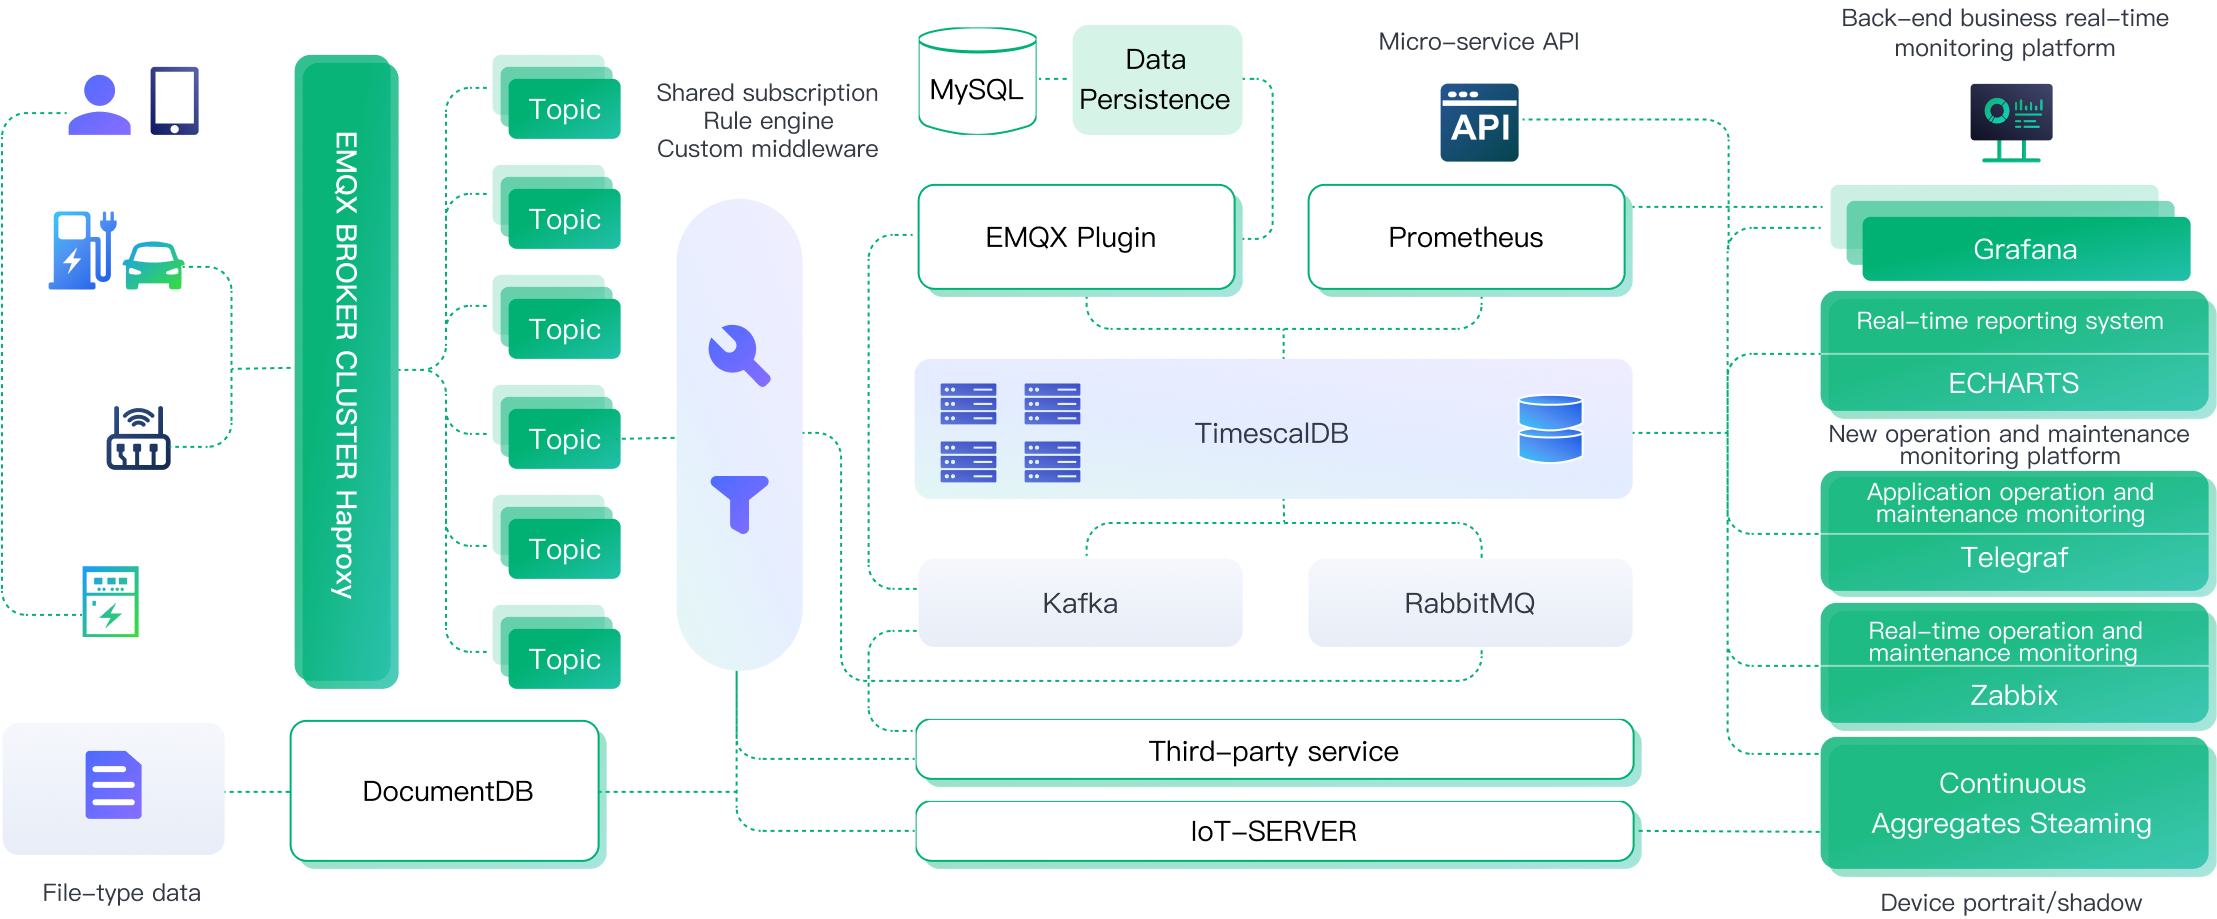 EMQX BROKER CLUSTER Haproxy
Topic
Topic
Topic
Topic
Topic
Topic
Shared subscription
Rule engine
Custom middleware
MySQL
Data
Persistence
Micro-service API
API
Back-end business real-time
monitoring platform
EMQX Plugin
Prometheus
Grafana
Real-time reporting system
ECHARTS
TimescalDB
New operation and maintenance
monitoring platform
Application operation and
maintenance monitoring
Telegraf
Kafka
RabbitMQ
Real-time operation and
maintenance monitoring
Zabbix
Third-party service
DocumentDB
IoT-SERVER
Continuous
Aggregates Steaming
File-type data
Device portrait/shadow